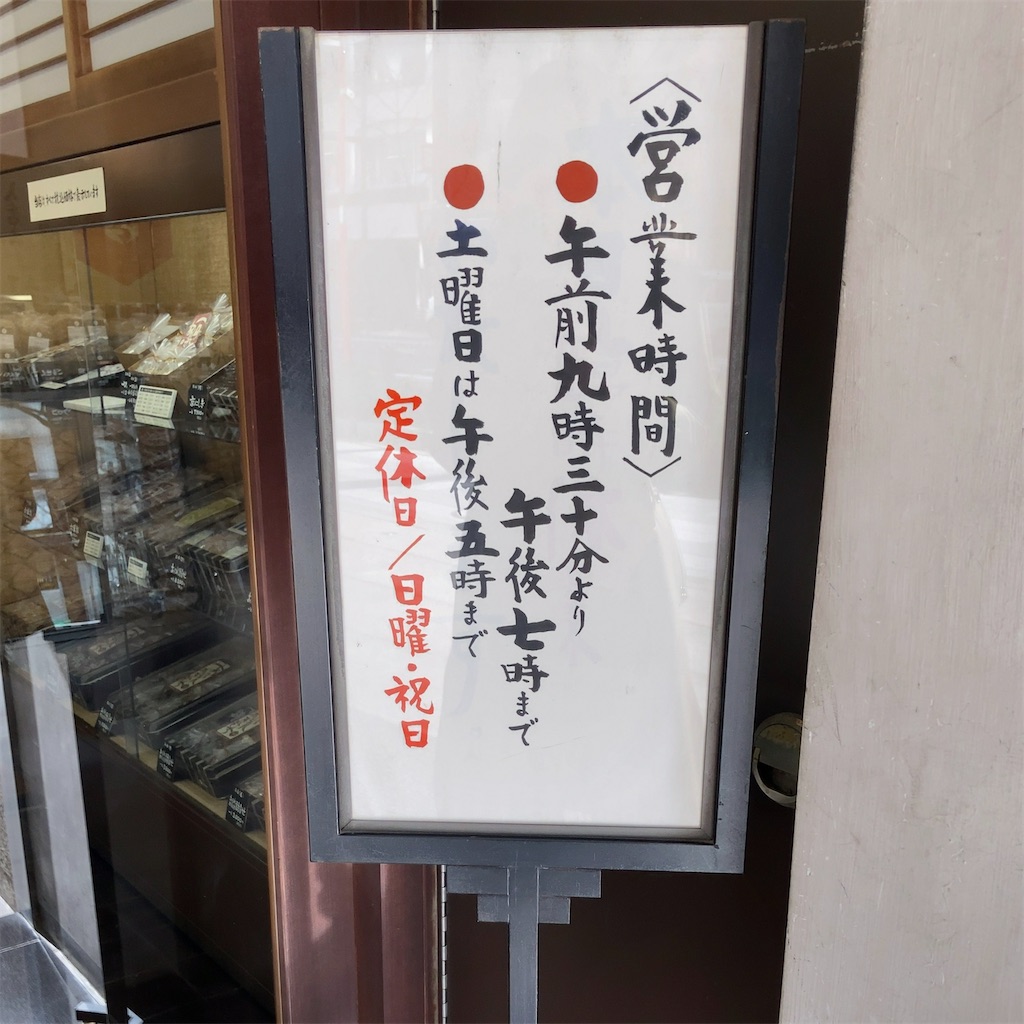 〈営業時間〉
●午前九時三十分より
午後七時まで
●土曜日は午後五時まで
定休日／日曜・祝日